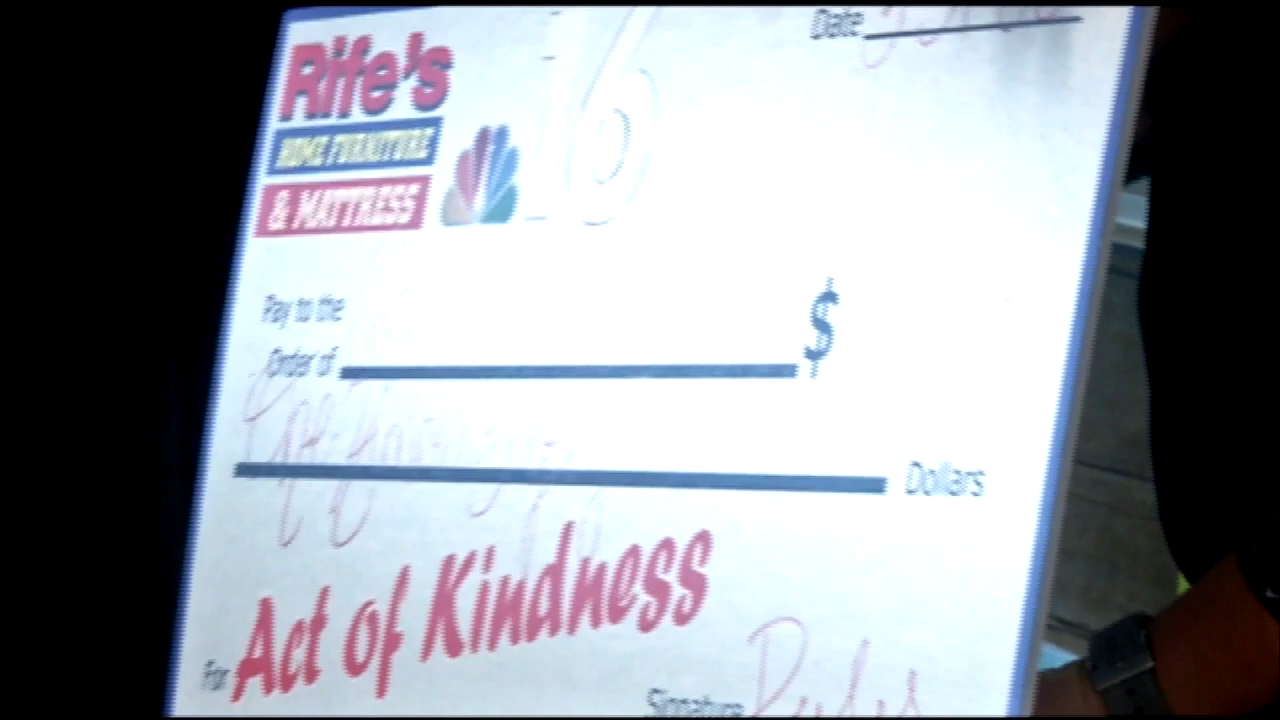 Date
Rife's
HOME FURNITURE
& MATTRESS
16
Pay to the
Order of
$
Dollars
For Act of Kindness
Signature